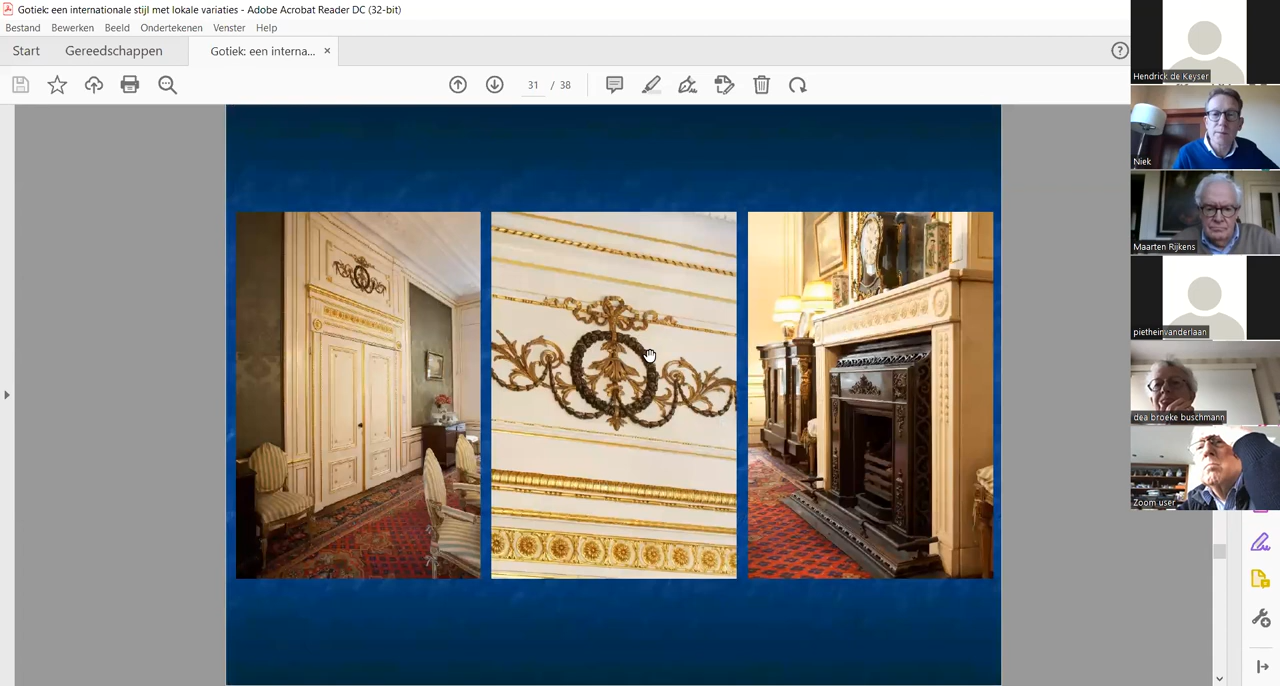 Gotiek: een internationale stijl met lokale variaties - Adobe Acrobat Reader DC (32-bit)
Bestand Bewerken Beeld Ondertekenen Venster Help
Start Gereedschappen Gotiek: een interna... ×
31 / 38
Hendrick de Keyser
Niek
Maarten Rijkens
pietheinvanderlaan
dea broeke buschmann
Zoom user